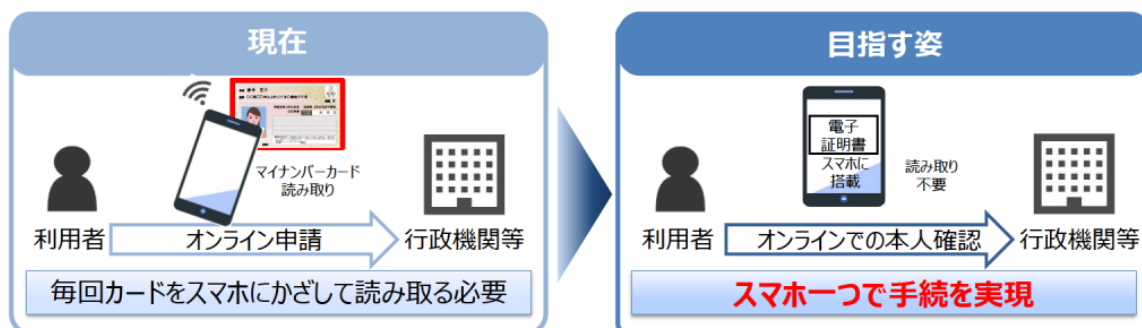 現在
マイナンバーカード
読み取り
利用者
オンライン申請
行政機関等
毎回カードをスマホにかざして読み取る必要
目指す姿
電子
証明書
スマホに
搭載
読み取り
不要
利用者
オンラインでの本人確認
行政機関等
スマホ一つで手続を実現